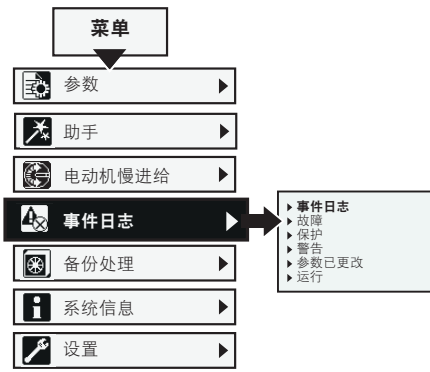 菜单
参数
助手
电动机慢进给
事件日志
备份处理
系统信息
设置
事件日志
故障
保护
警告
参数已更改
运行